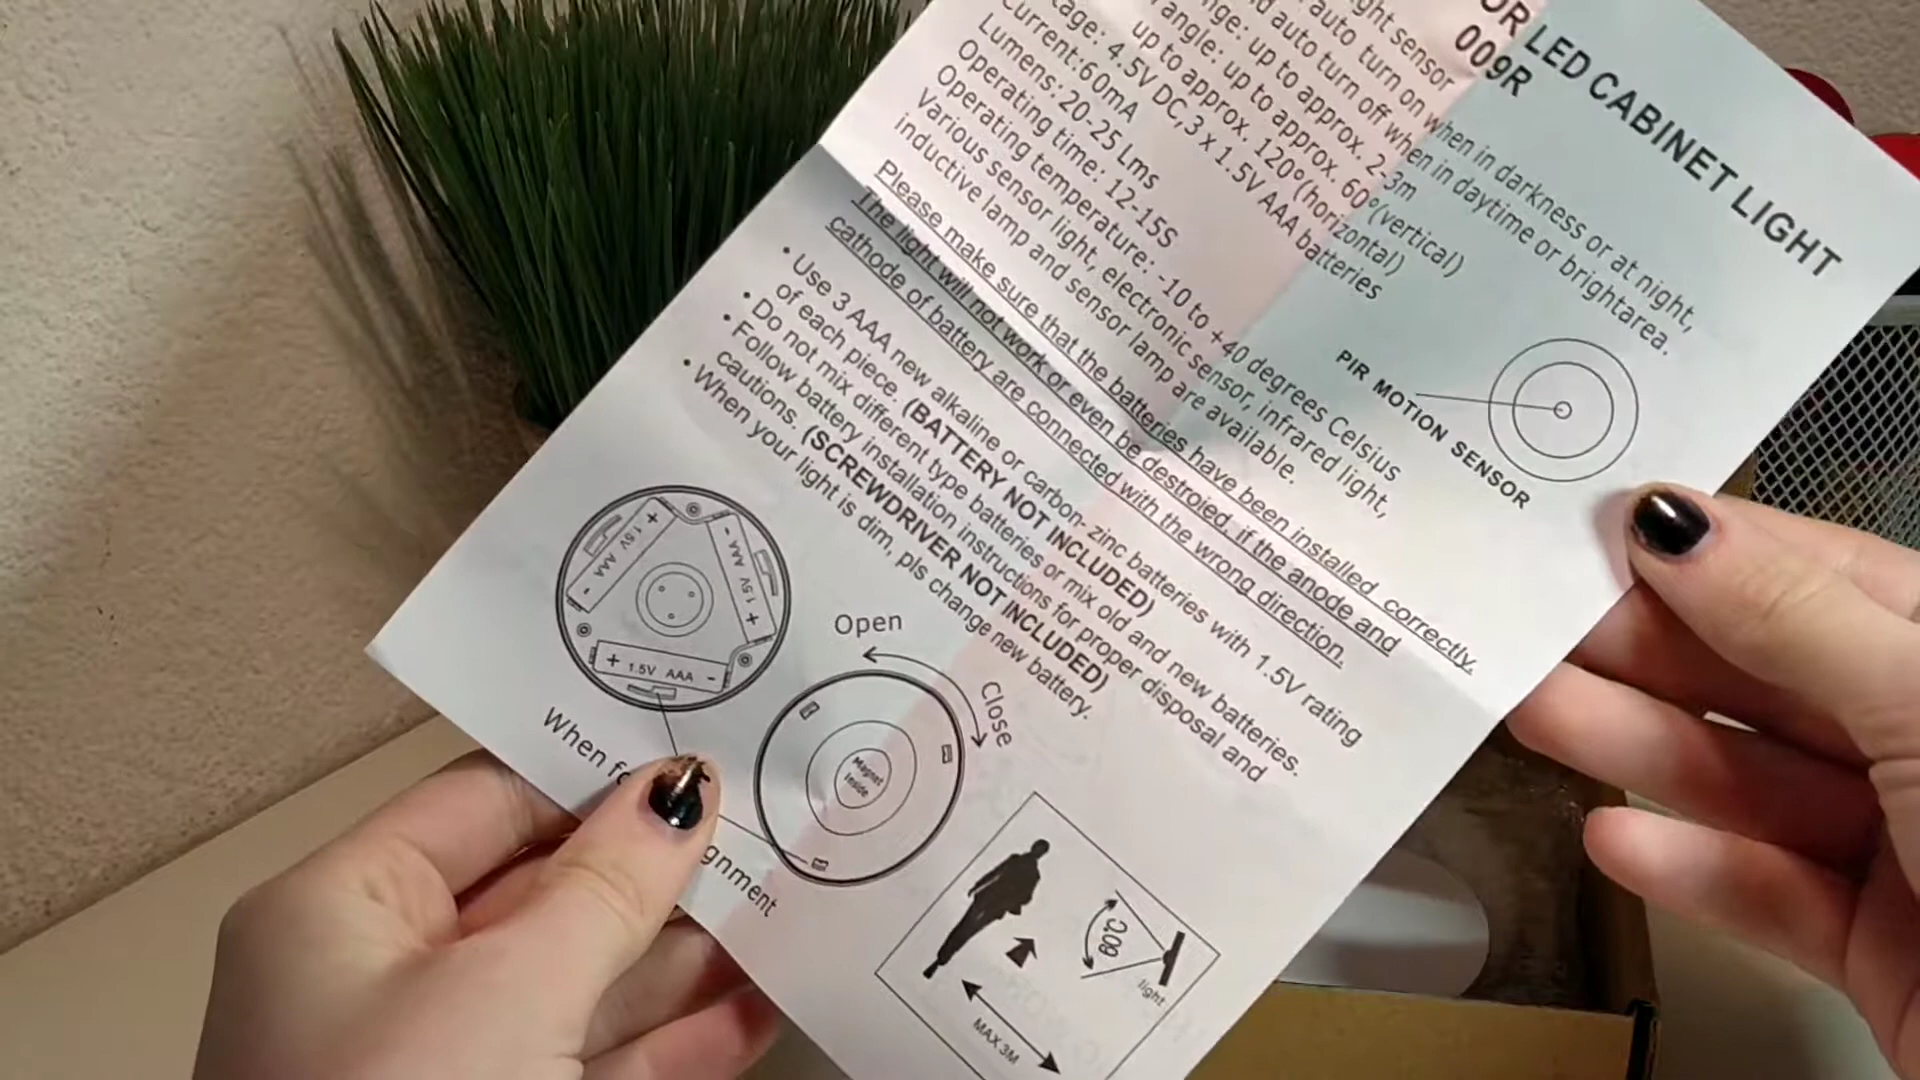 OR LED CABINET LIGHT
009R
ght sensor
auto turn on when in darkness or at night,
d auto turn off when in daytime or brightarea.
nge: up to approx. 2-3m
angle: up to approx. 60°(vertical)
up to approx. 120°(horizontal)
tage: 4.5V DC,3 x 1.5V AAA batteries
Current:60mA
Lumens:20-25 Lms
Operating time: 12-15S
Operating temperature: -10 to +40 degrees Celsius
Various sensor light, electronic sensor, infrared light,
inductive lamp and sensor lamp are available.
PIR MOTION SENSOR
Please make sure that the batteries have been installed correctly.
The light will not work or even be destroied, if the anode and
cathode of battery are connected with the wrong direction.
• Use 3 AAA new alkaline or carbon-zinc batteries with 1.5V rating
of each piece. (BATTERY NOT INCLUDED)
• Do not mix different type batteries or mix old and new batteries.
• Follow battery installation instructions for proper disposal and
cautions. (SCREWDRIVER NOT INCLUDED)
• When your light is dim, pls change new battery.
+ 1.5V AAA -
- 1.5V AAA +
+ 1.5V AAA -
Open
Close
Magnet
Inside
When fo
gnment
light
MAX.3M